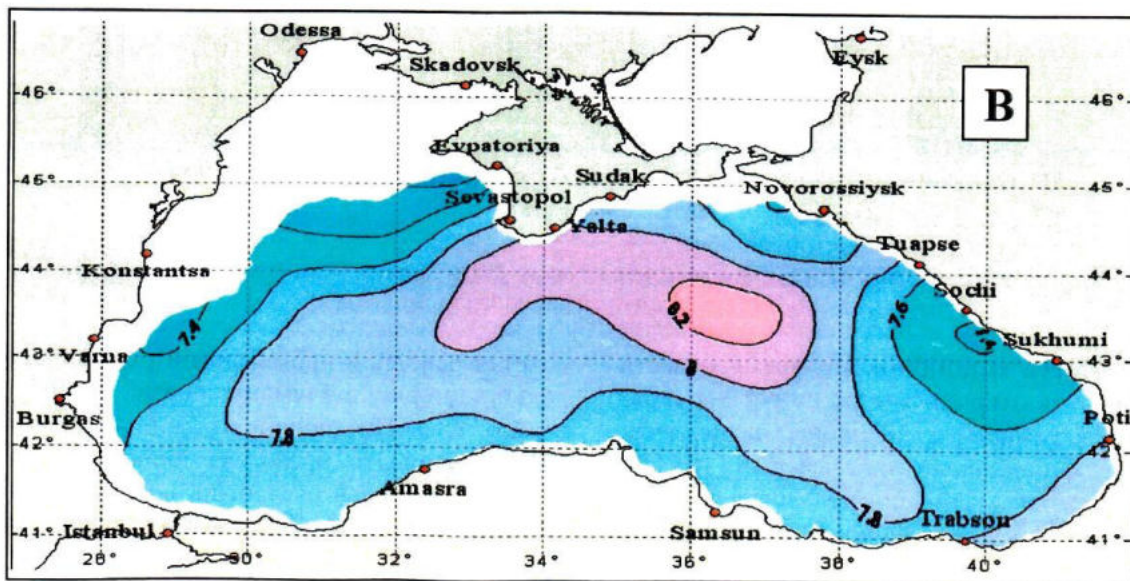 Odessa
Skadovsk
Eysk
46°
46°
B
Evpatoriya
45°
Sudak
Novorossiysk
45°
Sevastopol
Yalta
Tuapse
44°
Konstantsa
44°
Sochi
8.2
7.6
7.4
7.4
Sukhumi
43°
Varna
8
43°
Burgas
Poti
42°
7.8
42°
Amasra
7.8
Trabson
41°
Istanbul
Samsun
41°
28°
30°
32°
34°
36°
38°
40°